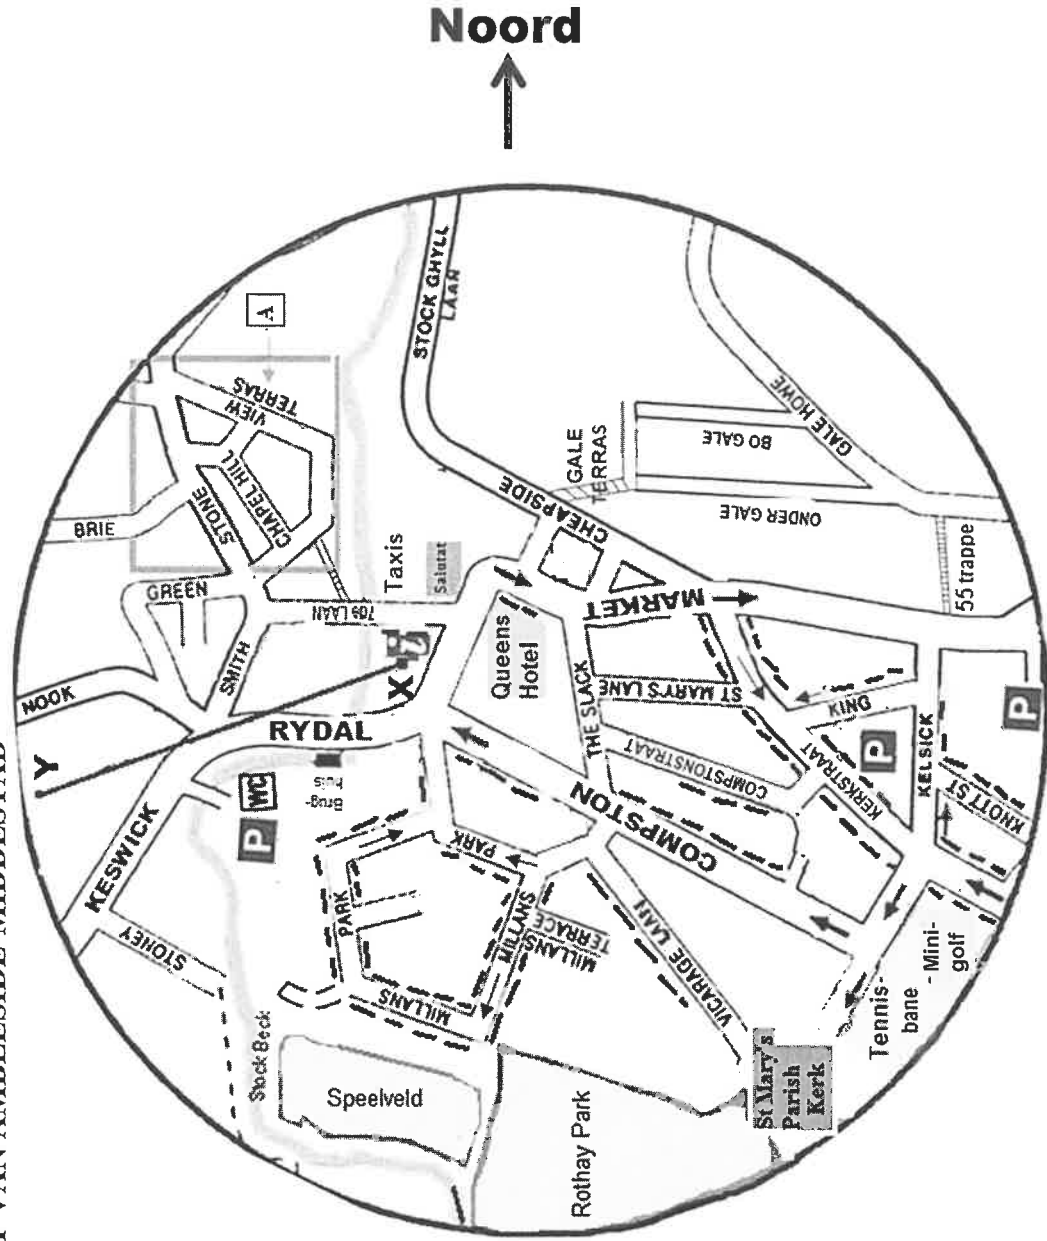 Noord
VAN AMBLESIDE MIDDESTAD
A
STOCK GHYLL
LAAN
TERRAS
VIEW
CHAPEL HILL
STONE
BRIE
GREEN
NOOK
SMITH
Taxis
Salutat
Y
X
RYDAL
KESWICK
STONEY
WC
P
Brug-
huis
Queens
Hotel
CHEAPSIDE
GALE
TERRAS
GALE HOWE
BO GALE
ONDER GALE
55 trappe
MARKET
THE SLACK
ST MARY'S LANE
COMPSTONSTRAAT
COMPSTON
KING
KERKSTRAAT
P
KELSICK
KNOTT ST
P
PARK
PARK
MILLANS
MILLANS
MILLANS
TERRACE
VICARAGE LAAN
Stock Beck
Speelveld
Rothay Park
St Mary's
Parish
Kerk
Tennis-
bane
- Mini-
golf